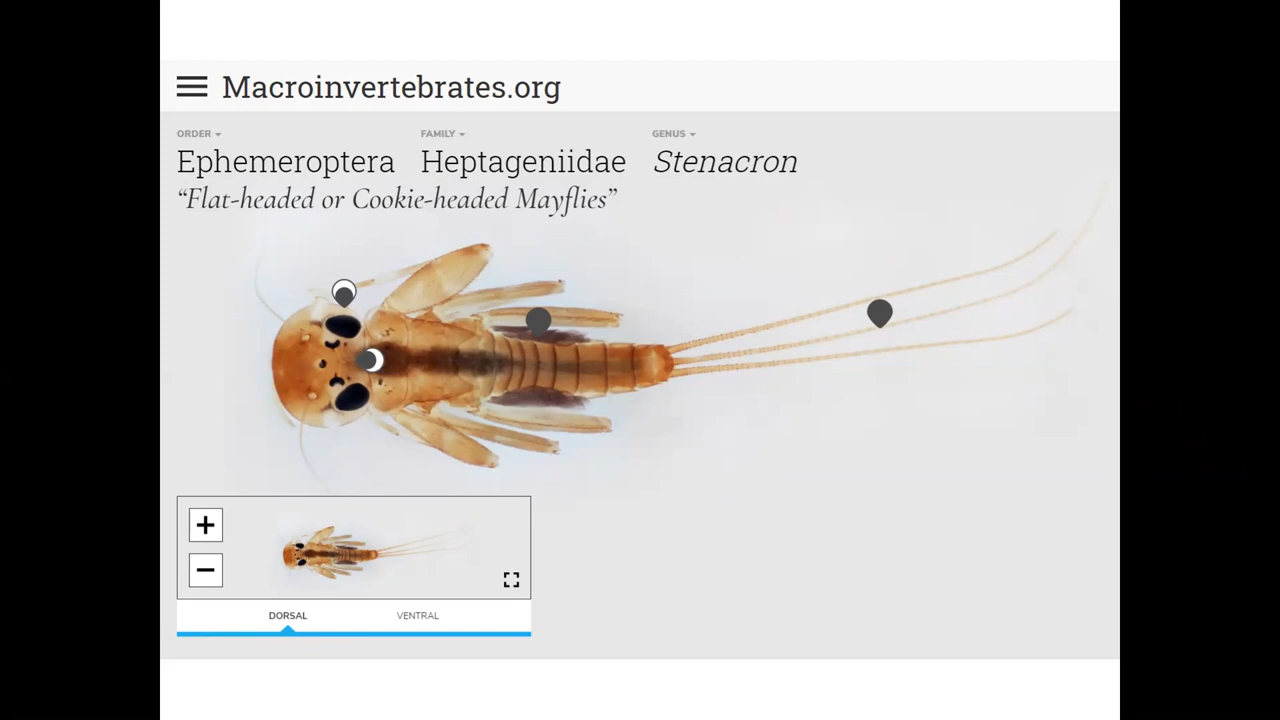 Macroinvertebrates.org
ORDER FAMILY GENUS
Ephemeroptera Heptageniidae Stenacron
“Flat-headed or Cookie-headed Mayflies”
DORSAL VENTRAL